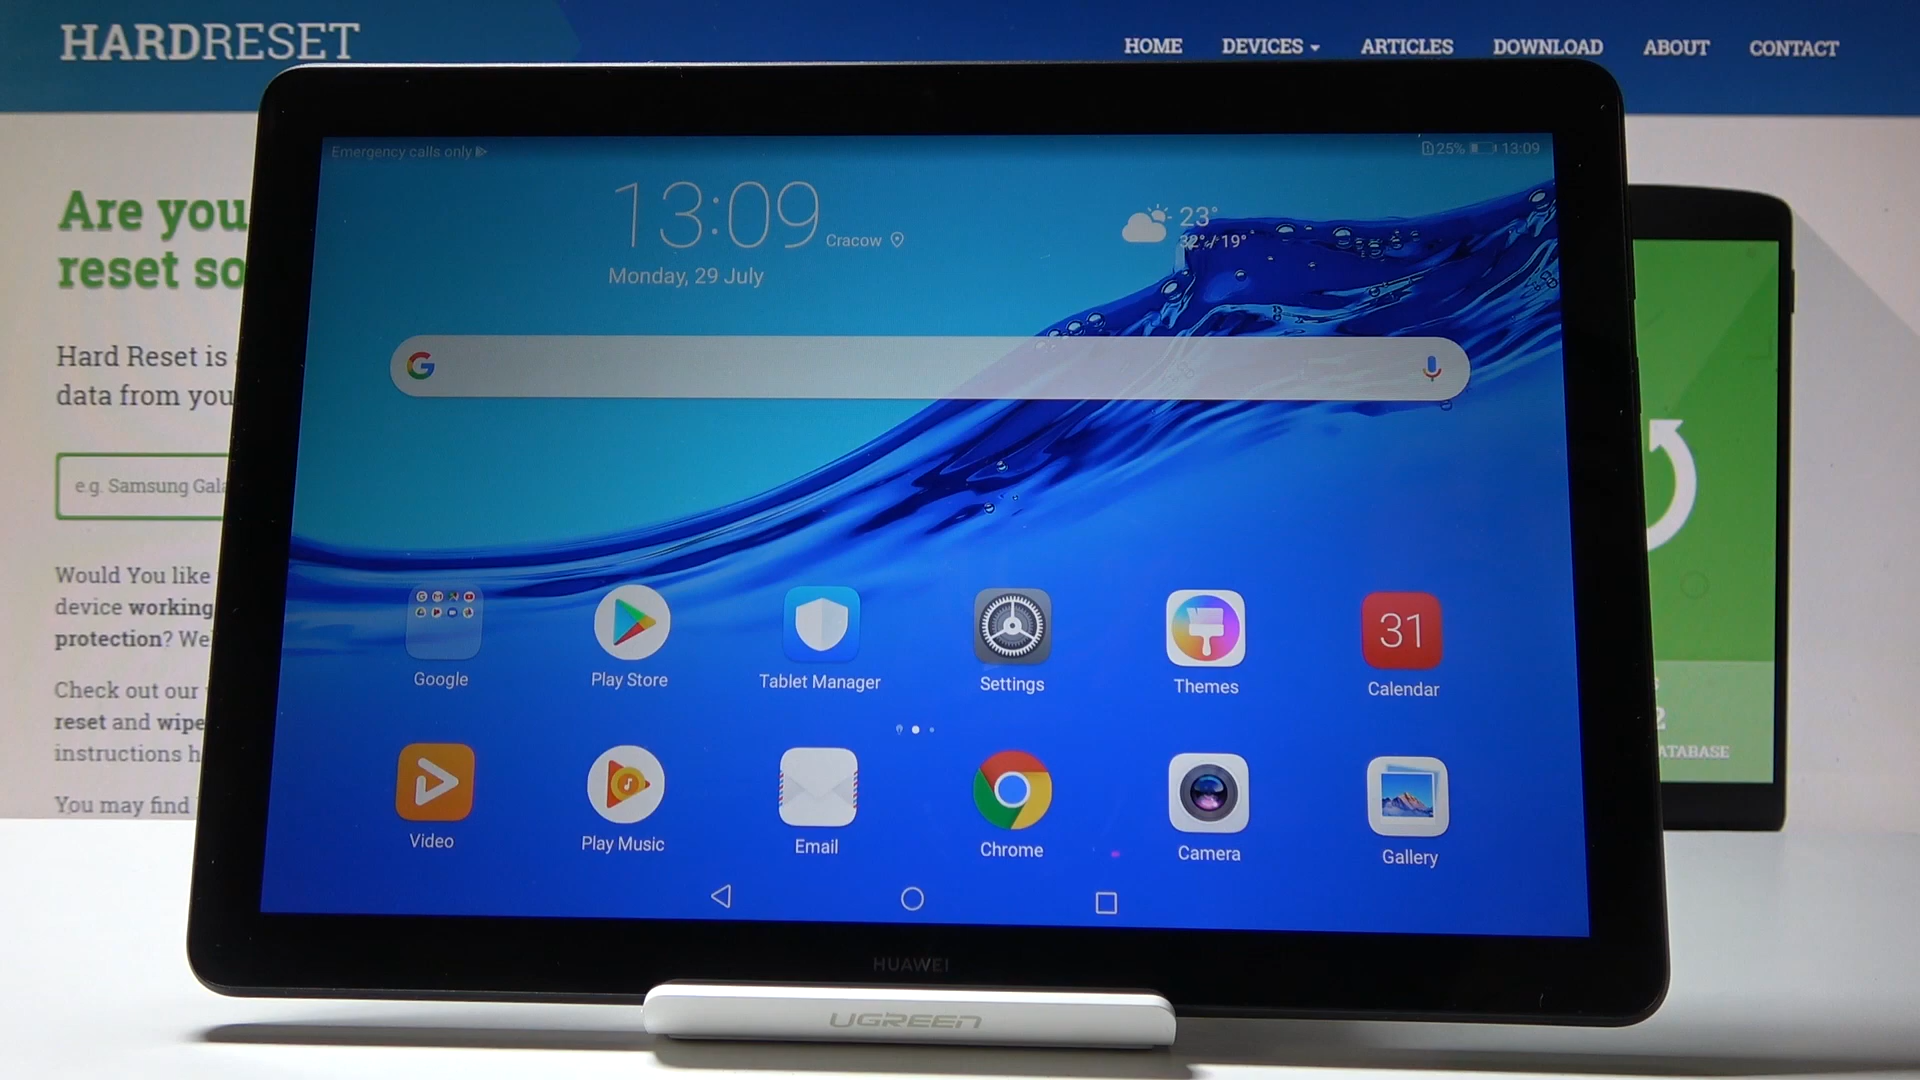 HARDRESET
HOME DEVICES ARTICLES DOWNLOAD ABOUT CONTACT
Are you
reset so
Hard Reset is
data from you
e.g. Samsung Gala
Would You like
device working
protection? We
Check out our
reset and wipe
instructions h
You may find
Emergency calls only
25% 13:09
13:09
Cracow
Monday, 29 July
23°
32° / 19°
Google
Play Store
Tablet Manager
Settings
Themes
31
Calendar
Video
Play Music
Email
Chrome
Camera
Gallery
HUAWEI
UGREEN
2
ATABASE